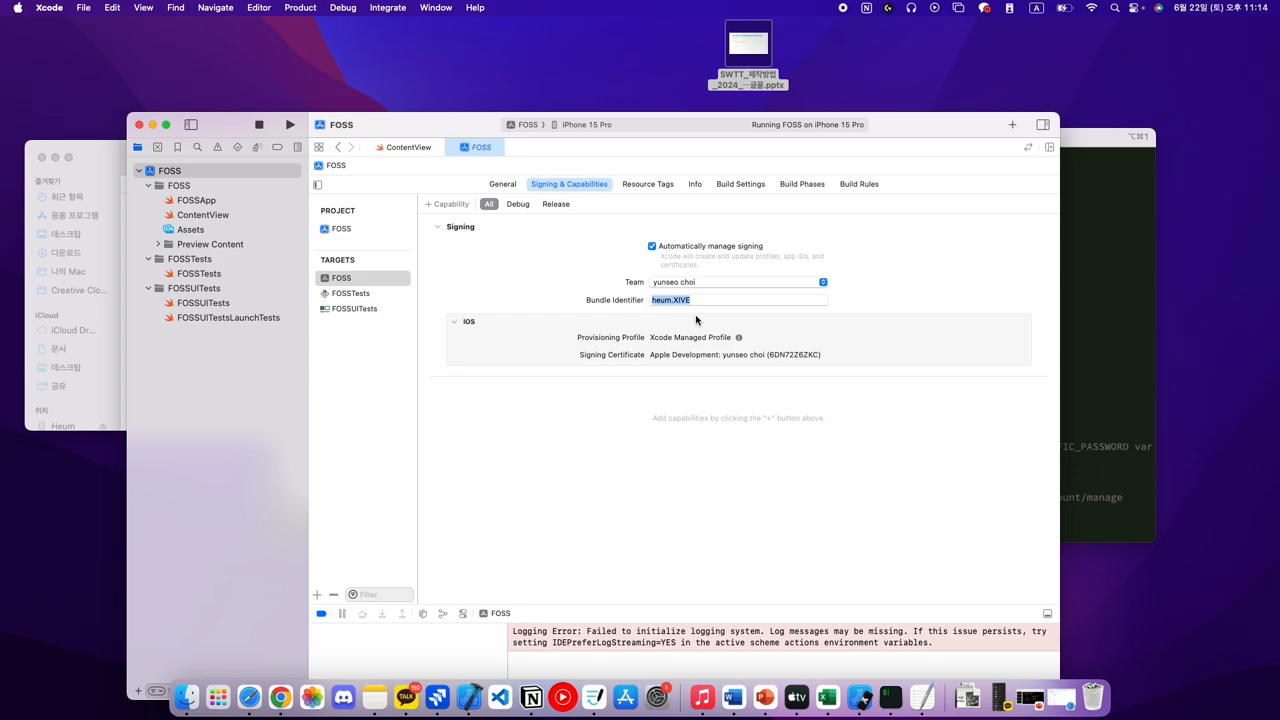 Xcode File Edit View Find Navigate Editor Product Debug Integrate Window Help
A 6월 22일 (토) 오후 11:14
SWTT_제작방법
_2024_…글꼴.pptx
FOSS
FOSS 〉 iPhone 15 Pro
Running FOSS on iPhone 15 Pro
⌥⌘1
ContentView
FOSS
FOSS
General Signing & Capabilities Resource Tags Info Build Settings Build Phases Build Rules
+ Capability All Debug Release
즐겨찾기
최근 항목
응용 프로그램
데스크탑
다운로드
나의 Mac
Creative Clo...
iCloud
iCloud Dr...
문서
데스크탑
공유
위치
Heum
FOSS
FOSS
FOSSApp
ContentView
Assets
Preview Content
FOSSTests
FOSSTests
FOSSUITests
FOSSUITests
FOSSUITestsLaunchTests
PROJECT
FOSS
TARGETS
FOSS
FOSSTests
FOSSUITests
Filter
Signing
Automatically manage signing
Xcode will create and update profiles, app IDs, and
certificates.
Team yunseo choi
Bundle Identifier heum.XIVE
iOS
Provisioning Profile Xcode Managed Profile
Signing Certificate Apple Development: yunseo choi (6DN72Z6ZKC)
Add capabilities by clicking the "+" button above.
FIC_PASSWORD var
unt/manage
FOSS
Logging Error: Failed to initialize logging system. Log messages may be missing. If this issue persists, try
setting IDEPreferLogStreaming=YES in the active scheme actions environment variables.
TALK
150
1